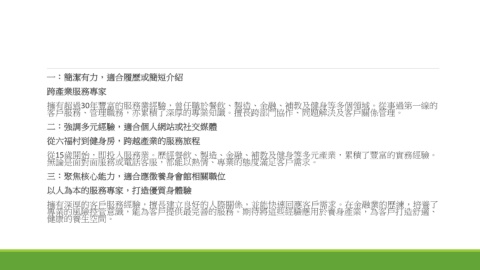 一：簡潔有力，適合履歷或簡短介紹
跨產業服務專家
擁有超過30年豐富的服務業經驗，曾任職於餐飲、製造、金融、補教及健身等多個領域。從事過第一線的
客戶服務、管理職務，亦累積了深厚的專業知識。擅長跨部門協作、問題解決及客戶關係管理。
二：強調多元經驗，適合個人網站或社交媒體
從六福村到健身房，跨越產業的服務旅程
從15歲開始，即投入服務業。歷經餐飲、製造、金融、補教及健身等多元產業，累積了豐富的實務經驗。
無論是面對面服務或電話客服，都能以熱情、專業的態度滿足客戶需求。
三：聚焦核心能力，適合應徵養身會館相關職位
以人為本的服務專家，打造優質身體驗
擁有深厚的客戶服務經驗，擅長建立良好的人際關係，並能快速回應客戶需求。在金融業的歷練，培養了
專業的風險控管意識，能為客戶提供最完善的服務。期待將這些經驗應用於養身產業，為客戶打造舒適、
健康的養生空間。